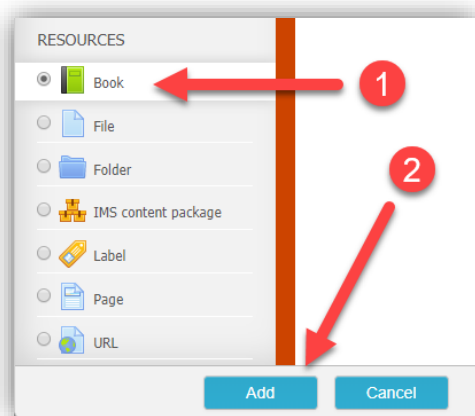 RESOURCES
Book
1
File
2
Folder
IMS content package
Label
Page
URL
Add Cancel